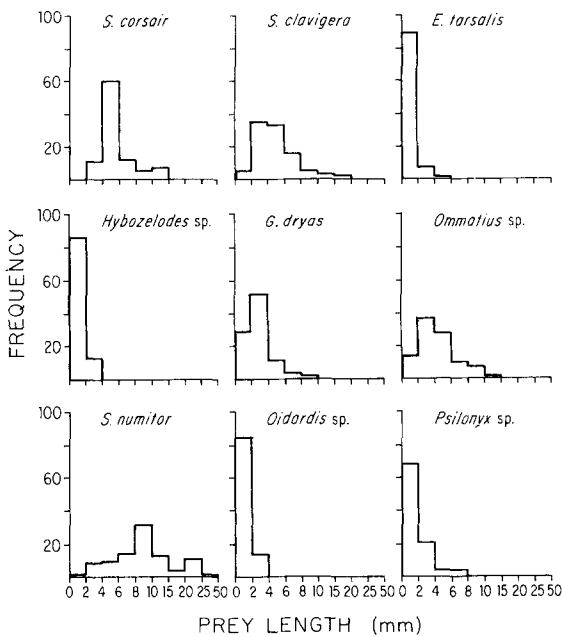 S. corsair
S. clavigera
E. tarsalis
100
60
20
Hybozelodes sp.
G. dryas
Ommatius sp.
100
60
20
S. numitor
Oidardis sp.
Psilonyx sp.
100
60
20
FREQUENCY
0 2 4 6 8 10 15 20 25 50
0 2 4 6 8 10 15 20 25 50
0 2 4 6 8 10 15 20 25 50
PREY LENGTH (mm)